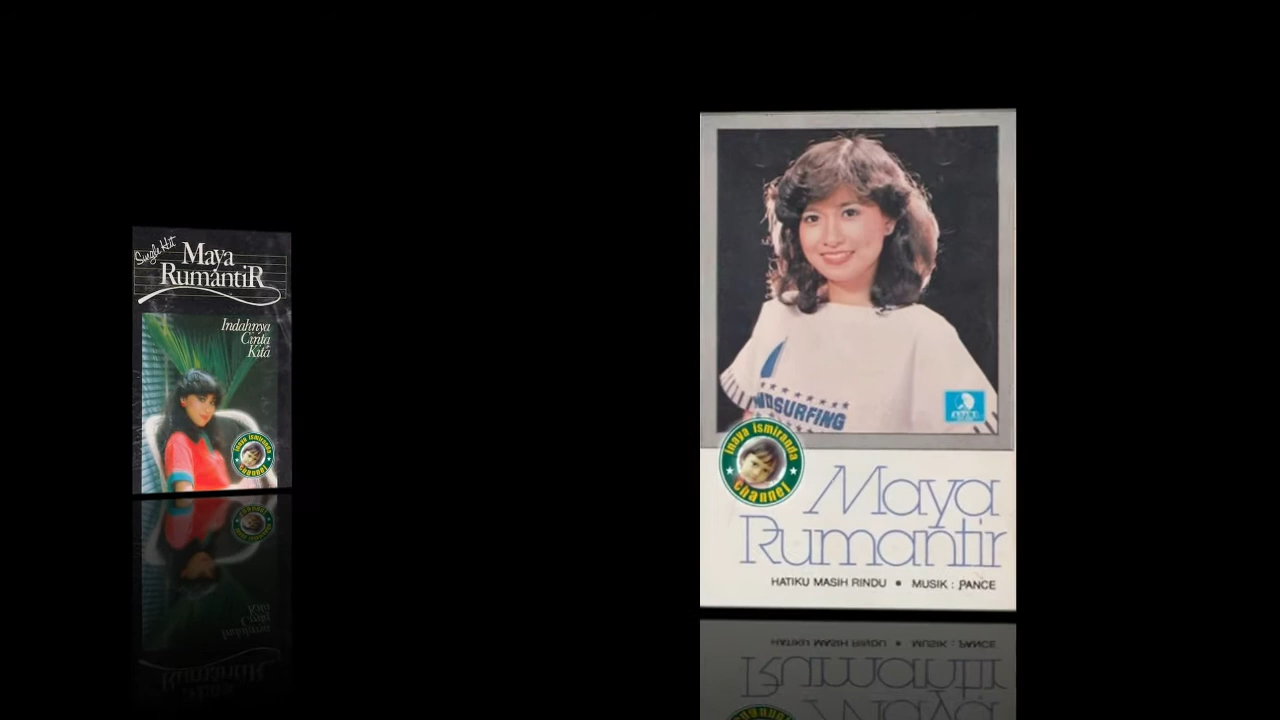 Single Hit
Maya
RumantiR
Indahnya
Cinta
Kita
inaya ismiranda
channel
NDSURFING
inaya ismiranda
channel
Maya
Rumantir
HATIKU MASIH RINDU • MUSIK : PANCE